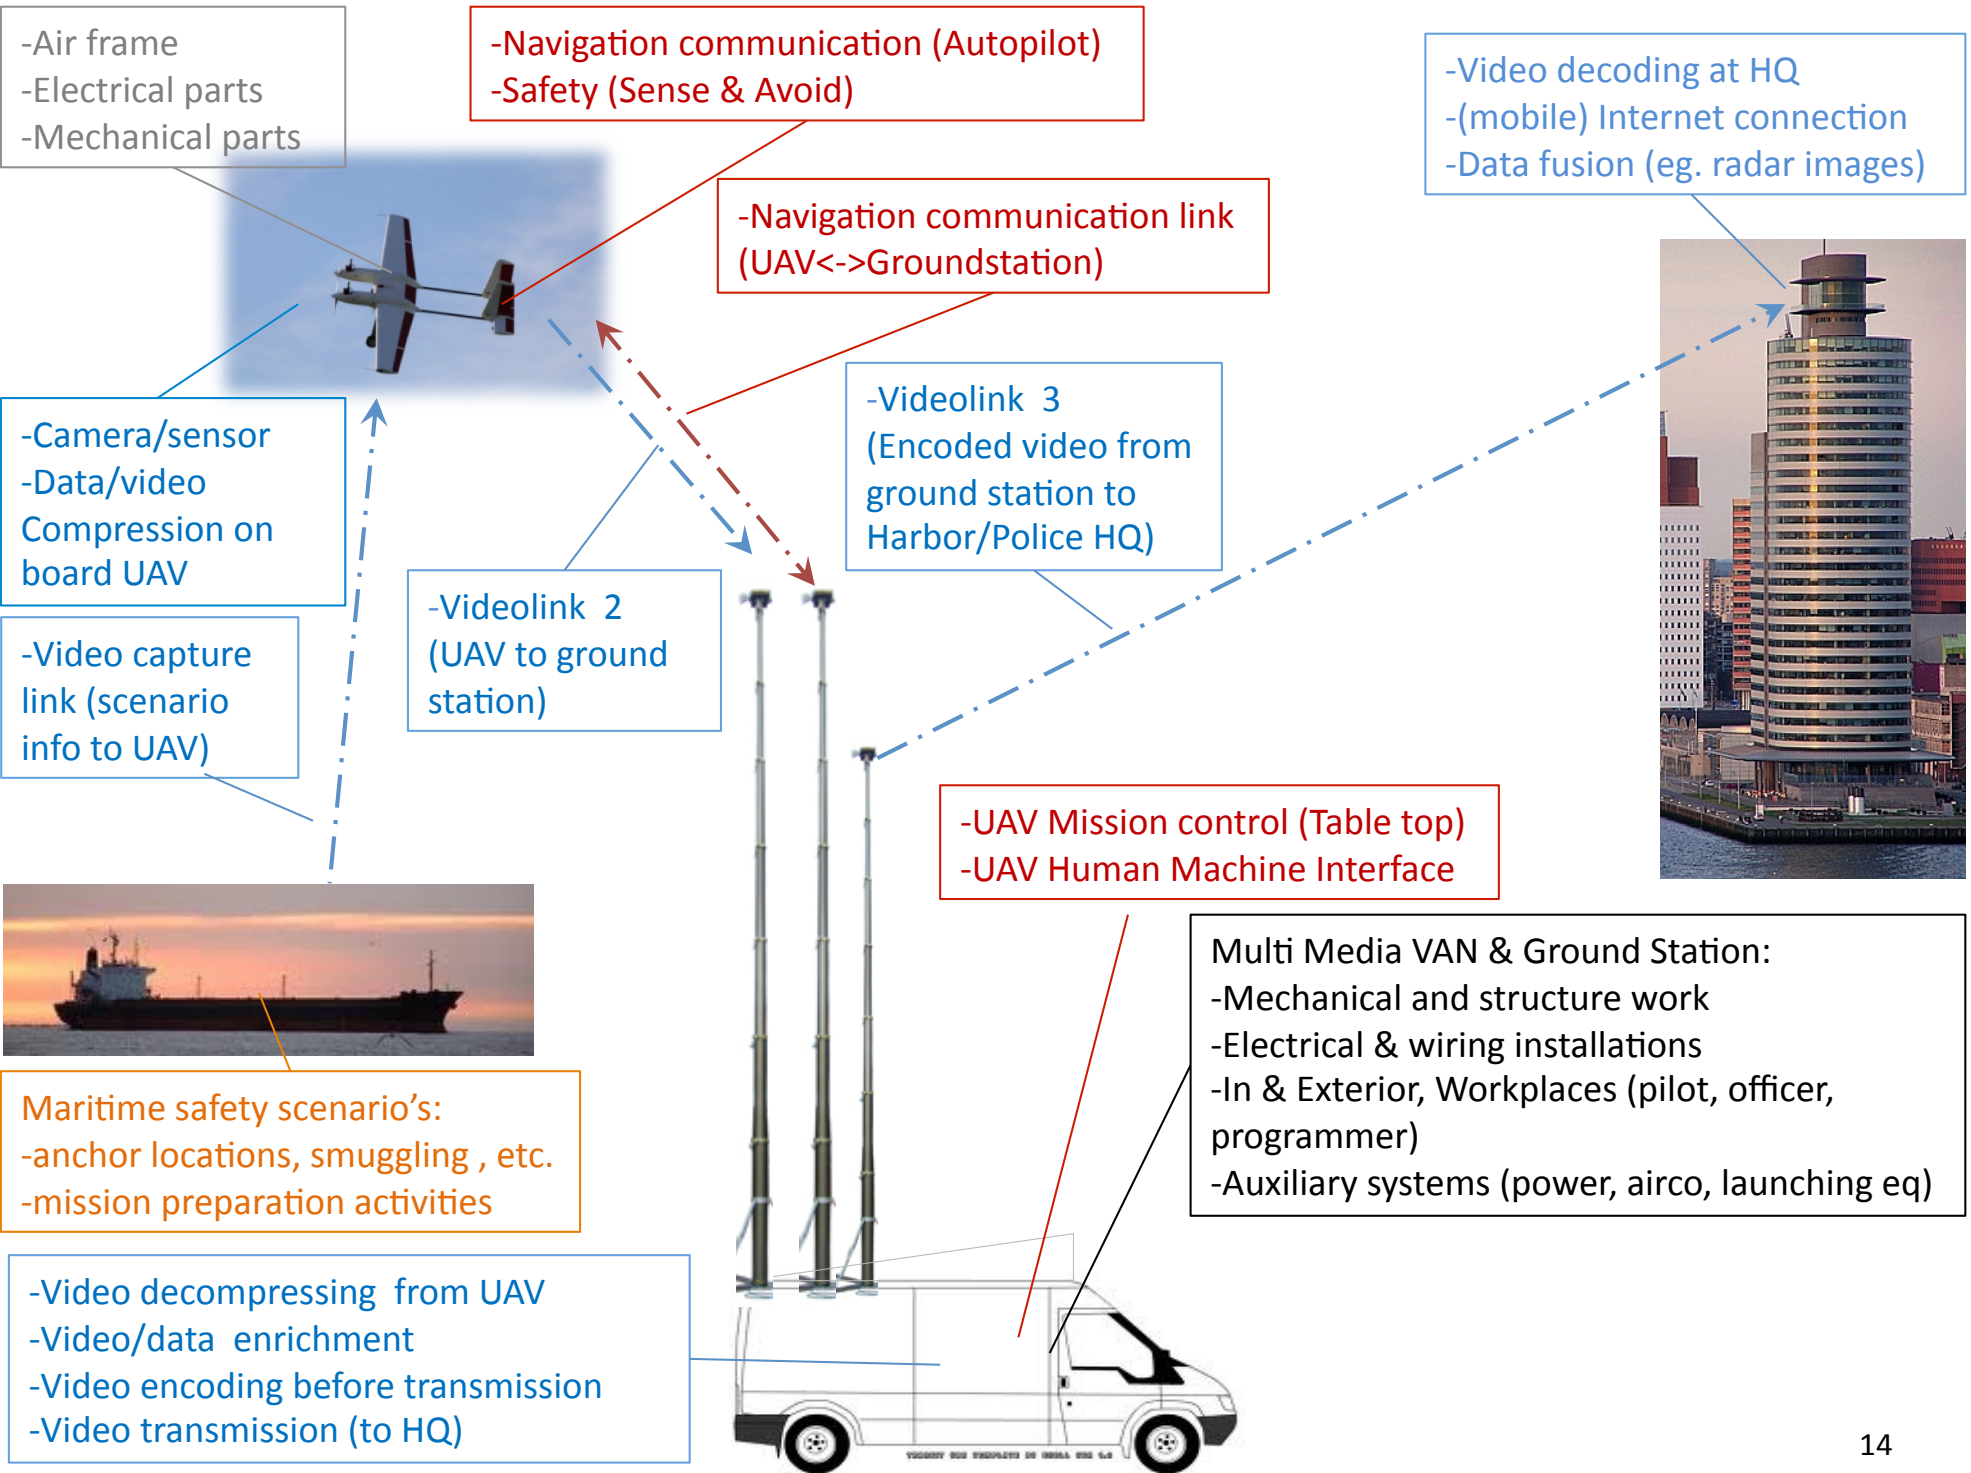 -Air frame
-Electrical parts
-Mechanical parts
-Navigation communication (Autopilot)
-Safety (Sense & Avoid)
-Video decoding at HQ
-(mobile) Internet connection
-Data fusion (eg. radar images)
-Navigation communication link
(UAV<->Groundstation)
-Camera/sensor
-Data/video
Compression on
board UAV
-Videolink  3
(Encoded video from
ground station to
Harbor/Police HQ)
-Videolink  2
(UAV to ground
station)
-Video capture
link (scenario
info to UAV)
-UAV Mission control (Table top)
-UAV Human Machine Interface
Multi Media VAN & Ground Station:
-Mechanical and structure work
-Electrical & wiring installations
-In & Exterior, Workplaces (pilot, officer,
programmer)
-Auxiliary systems (power, airco, launching eq)
Maritime safety scenario’s:
-anchor locations, smuggling , etc.
-mission preparation activities
-Video decompressing  from UAV
-Video/data  enrichment
-Video encoding before transmission
-Video transmission (to HQ)
14